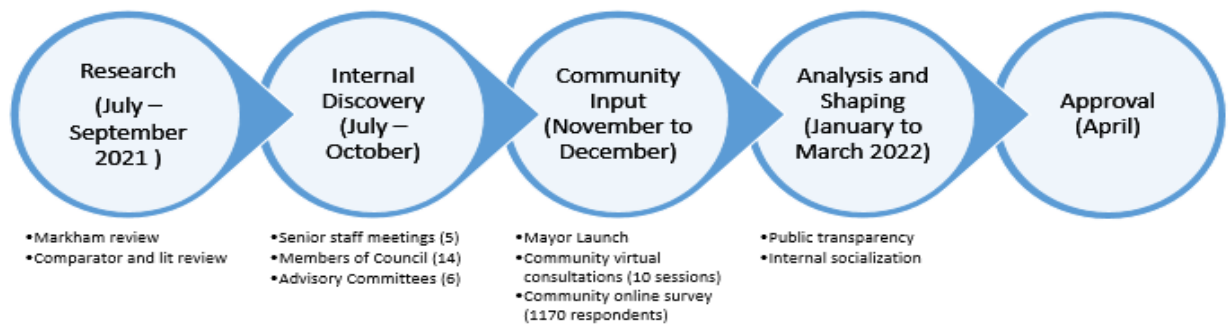 Research
(July –
September
2021 )
•Markham review
•Comparator and lit review
Internal
Discovery
(July –
October)
•Senior staff meetings (5)
•Members of Council (14)
•Advisory Committees (6)
Community
Input
(November to
December)
•Mayor Launch
•Community virtual
consultations (10 sessions)
•Community online survey
(1170 respondents)
Analysis and
Shaping
(January to
March 2022)
•Public transparency
•Internal socialization
Approval
(April)